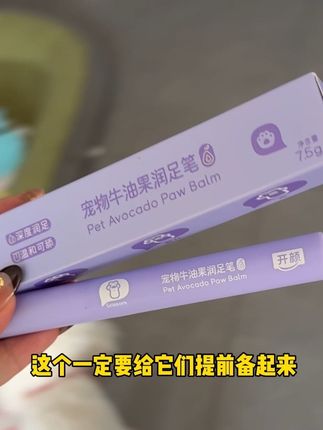 宠物牛油果润足笔
Pet Avocado Paw Balm
净含量
7.5g
深度润足
温和可舔
宠物牛油果润足笔
Pet Avocado Paw Balm
开颜
这个一定要给它们提前备起来